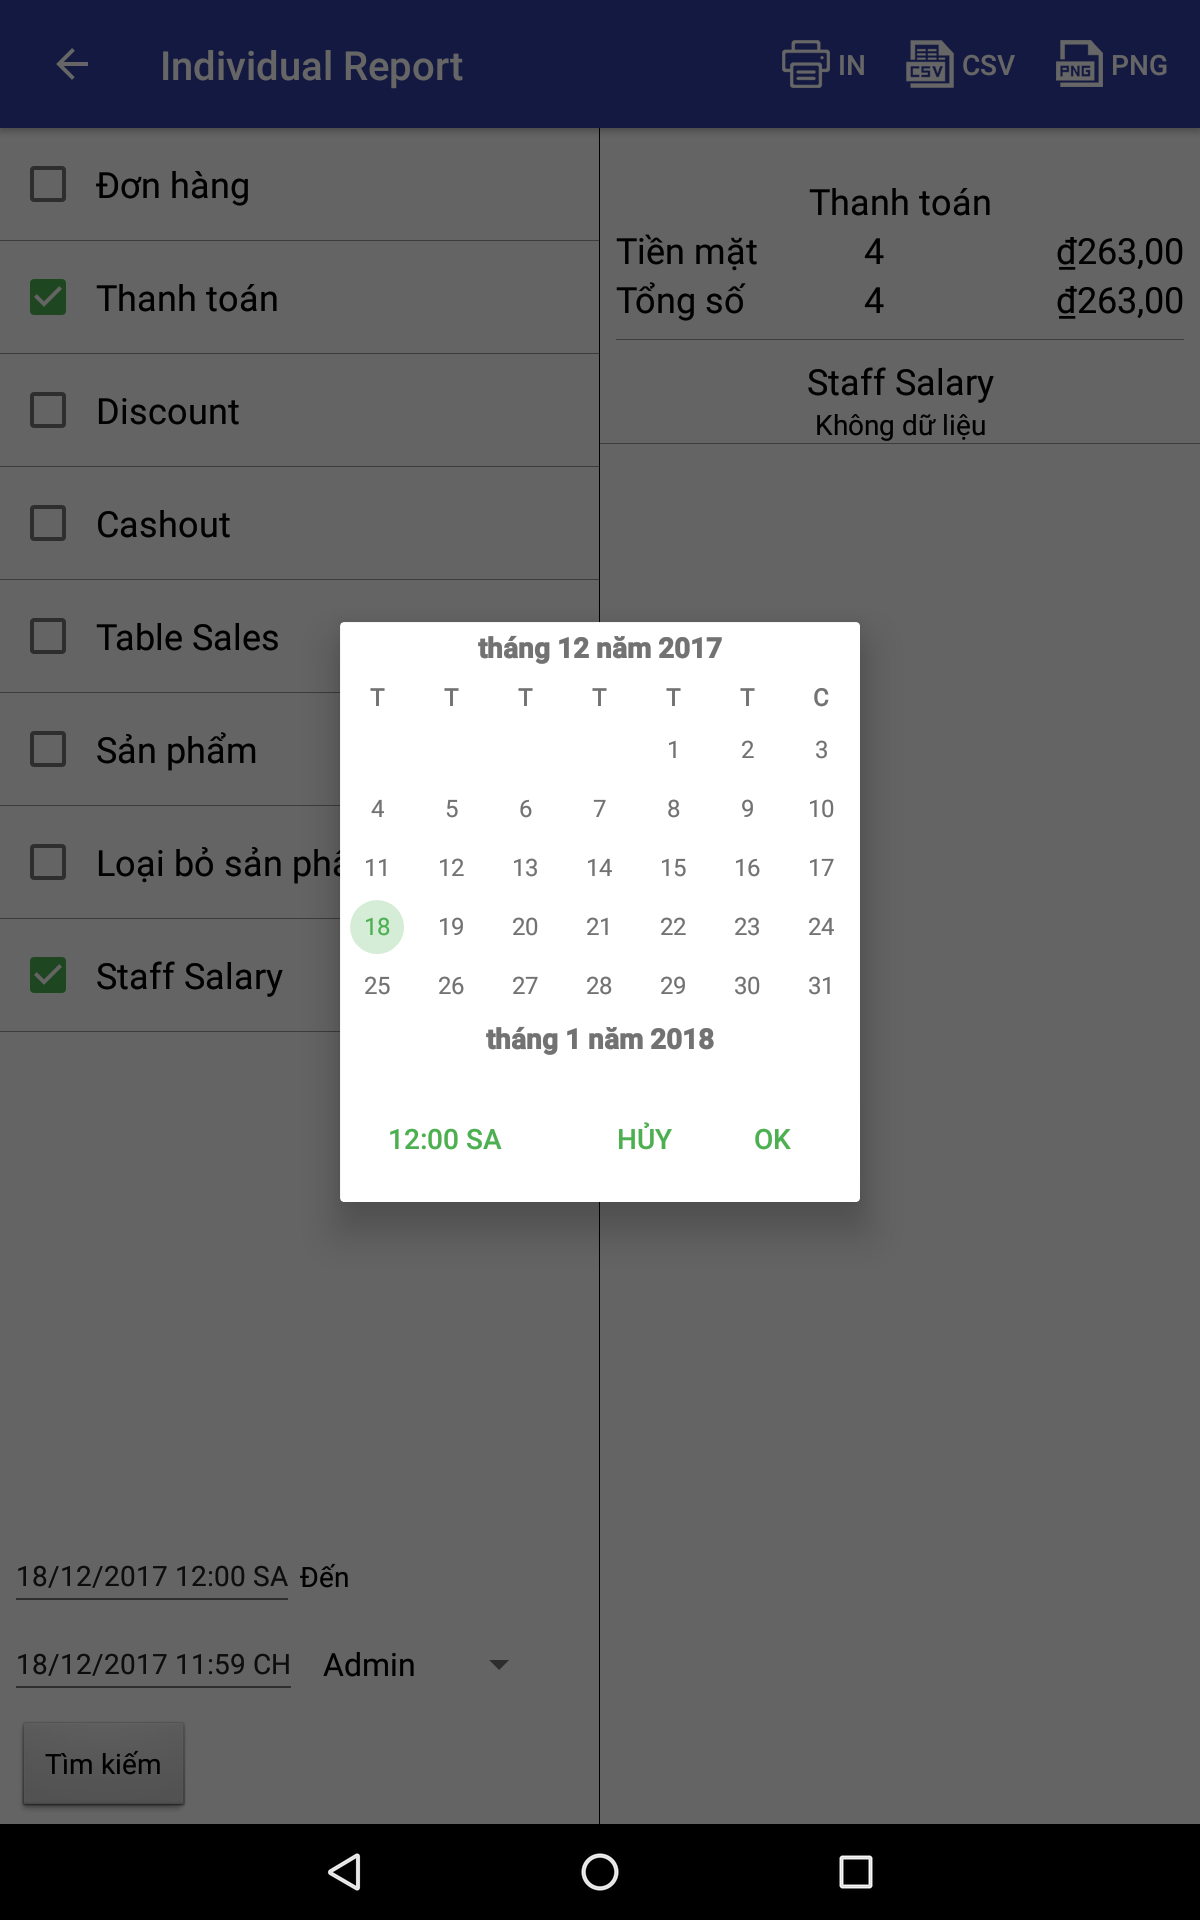 Individual Report
IN
CSV
CSV
PNG
PNG
Đơn hàng
Thanh toán
Discount
Cashout
Table Sales
Sản phẩm
Loại bỏ sản
Staff Salary
Thanh toán
Tiền mặt 4 ₫263,00
Tổng số 4 ₫263,00
Staff Salary
Không dữ liệu
tháng 12 năm 2017
T T T T T T C
1 2 3
4 5 6 7 8 9 10
11 12 13 14 15 16 17
18 19 20 21 22 23 24
25 26 27 28 29 30 31
tháng 1 năm 2018
12:00 SA HỦY OK
18/12/2017 12:00 SA Đến
18/12/2017 11:59 CH Admin
Tìm kiếm